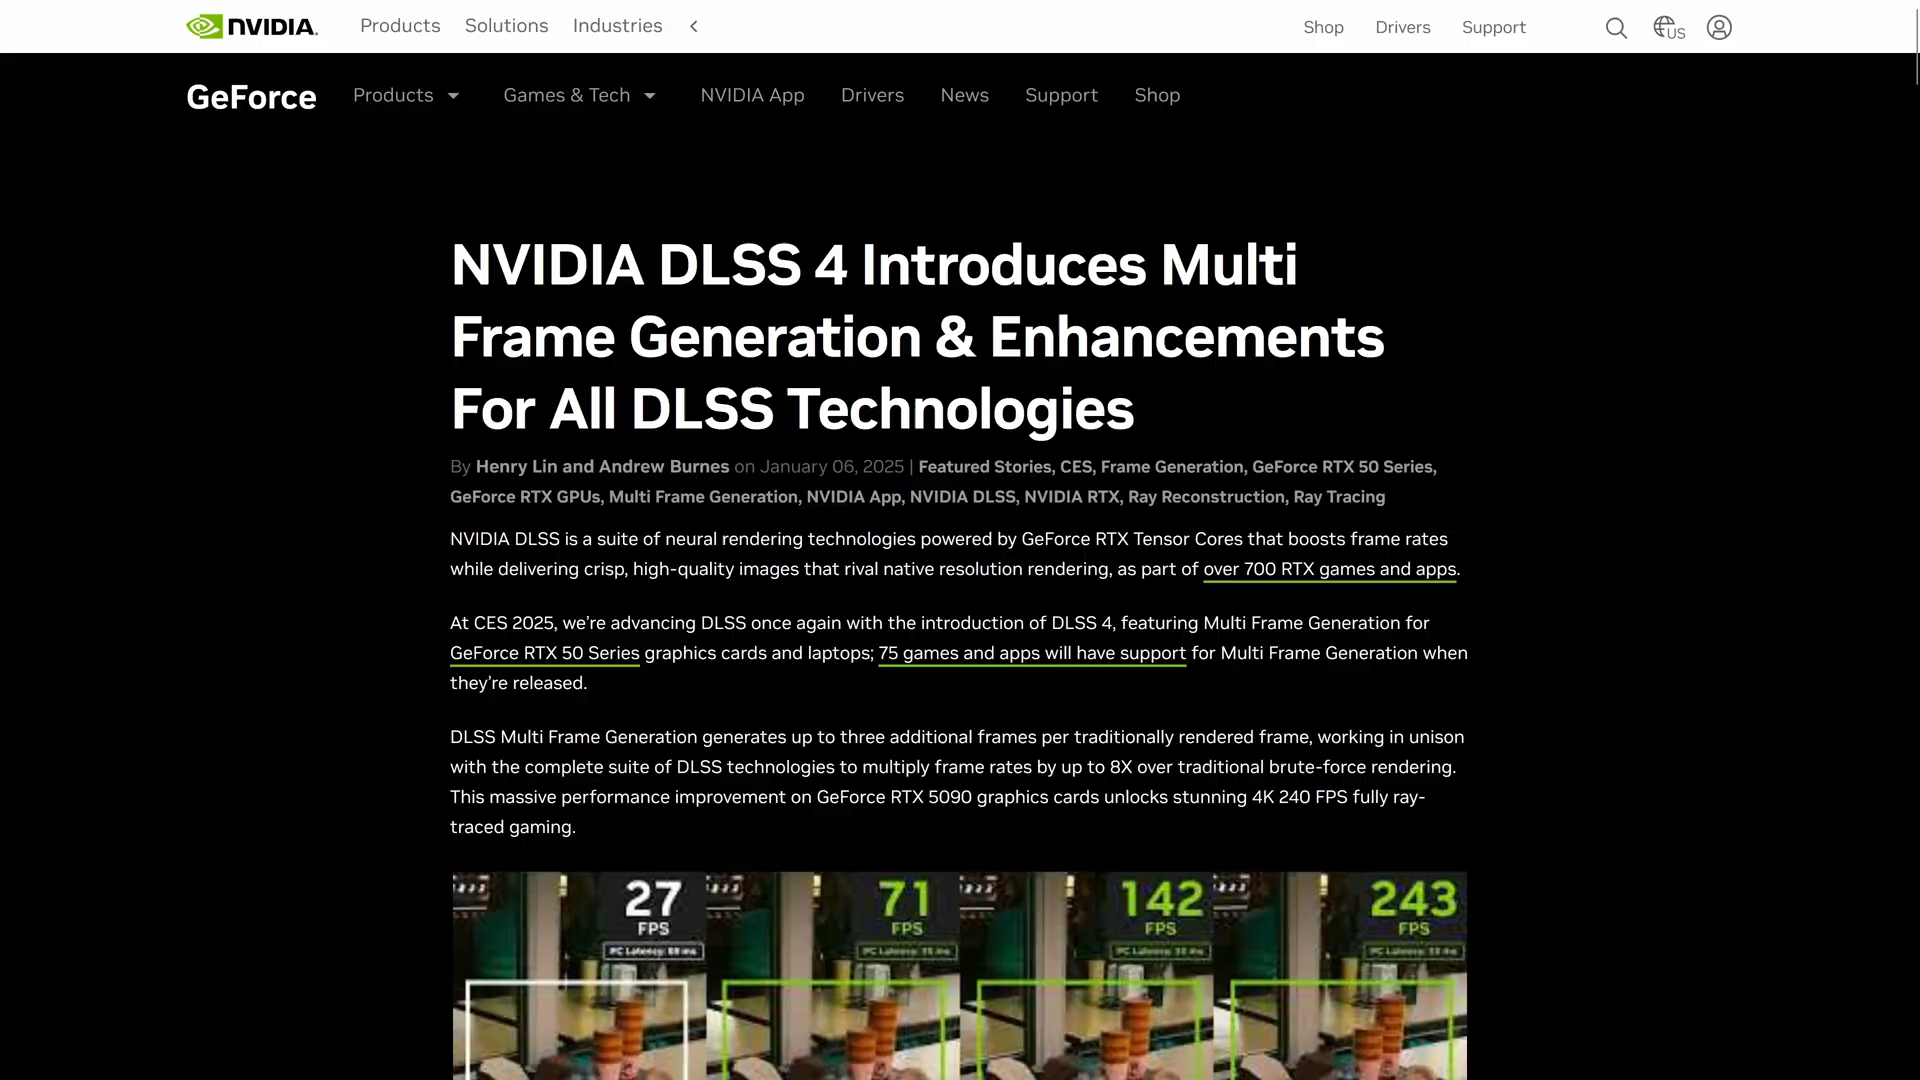 NVIDIA.
Products Solutions Industries
Shop Drivers Support
US
GeForce Products Games & Tech NVIDIA App Drivers News Support Shop
NVIDIA DLSS 4 Introduces Multi
Frame Generation & Enhancements
For All DLSS Technologies
By Henry Lin and Andrew Burnes on January 06, 2025 | Featured Stories, CES, Frame Generation, GeForce RTX 50 Series,
GeForce RTX GPUs, Multi Frame Generation, NVIDIA App, NVIDIA DLSS, NVIDIA RTX, Ray Reconstruction, Ray Tracing
NVIDIA DLSS is a suite of neural rendering technologies powered by GeForce RTX Tensor Cores that boosts frame rates
while delivering crisp, high-quality images that rival native resolution rendering, as part of over 700 RTX games and apps.
At CES 2025, we’re advancing DLSS once again with the introduction of DLSS 4, featuring Multi Frame Generation for
GeForce RTX 50 Series graphics cards and laptops; 75 games and apps will have support for Multi Frame Generation when
they’re released.
DLSS Multi Frame Generation generates up to three additional frames per traditionally rendered frame, working in unison
with the complete suite of DLSS technologies to multiply frame rates by up to 8X over traditional brute-force rendering.
This massive performance improvement on GeForce RTX 5090 graphics cards unlocks stunning 4K 240 FPS fully ray-
traced gaming.
27 71 142 243
FPS FPS FPS FPS
PC Latency: PC Latency: PC Latency: PC Latency: